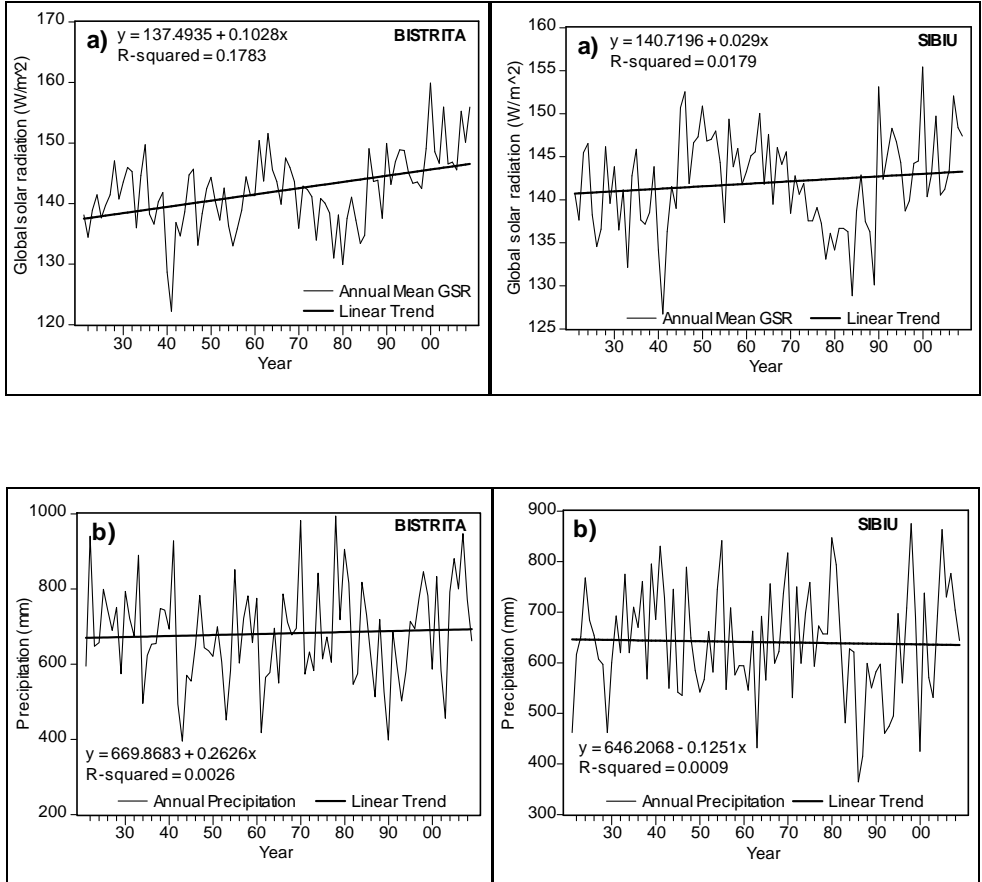 a) y = 137.4935 + 0.1028x BISTRITA
R-squared = 0.1783
Global solar radiation (W/m^2)
170
160
150
140
130
120
Annual Mean GSR
Linear Trend
30 40 50 60 70 80 90 00
Year
a) y = 140.7196 + 0.029x SIBIU
R-squared = 0.0179
Global solar radiation (W/m^2)
160
155
150
145
140
135
130
125
Annual Mean GSR Linear Trend
30 40 50 60 70 80 90 00
Year
b) BISTRITA
Precipitation (mm)
1000
800
600
400
200
y = 669.8683 + 0.2626x
R-squared = 0.0026
Annual Precipitation Linear Trend
30 40 50 60 70 80 90 00
Year
b) SIBIU
Precipitation (mm)
900
800
700
600
500
400
300
y = 646.2068 - 0.1251x
R-squared = 0.0009
Annual Precipitation Linear Trend
30 40 50 60 70 80 90 00
Year